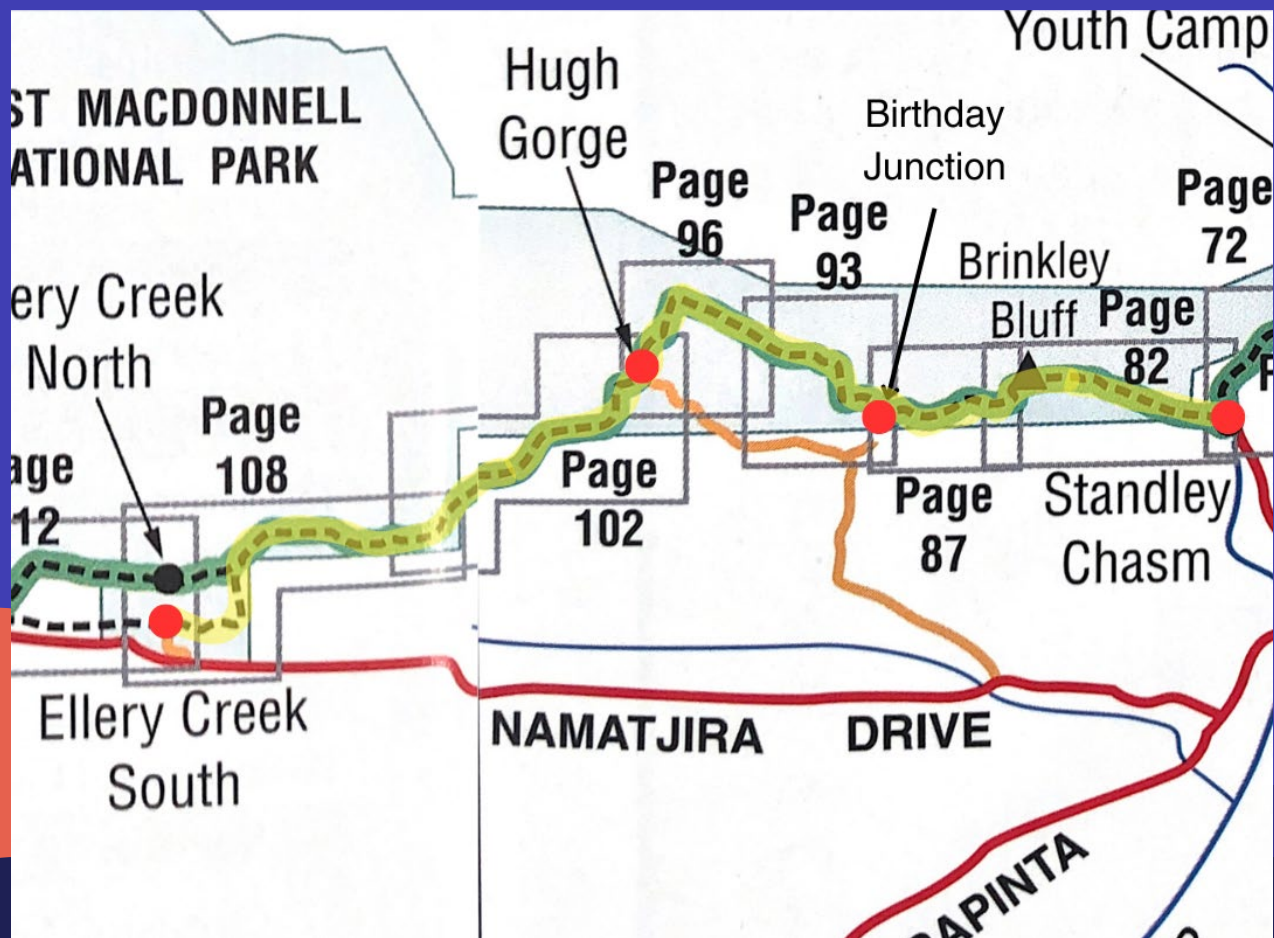 ST MACDONNELL
ATIONAL PARK
Hugh
Gorge
Birthday
Junction
Youth Camp
Page
96
Page
93
Page
72
Brinkley
Bluff
Page
82
ery Creek
North
Page
108
age
12
Page
102
Page
87
Standley
Chasm
Ellery Creek
South
NAMATJIRA DRIVE
APINTA